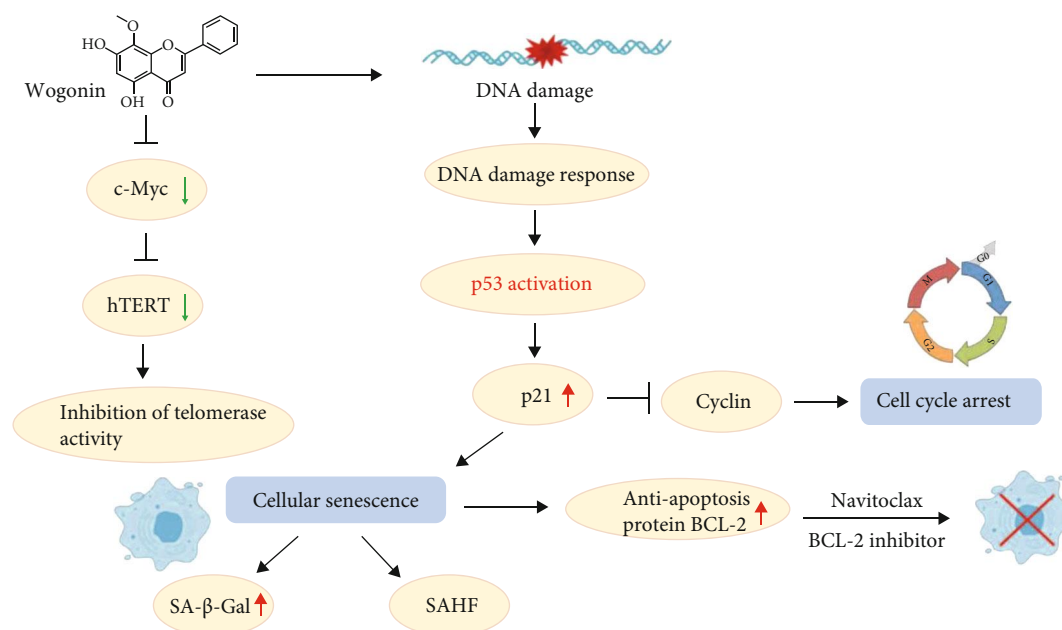 O
HO
O
Wogonin
OH
O
DNA damage
c-Myc
DNA damage response
hTERT
p53 activation
G0
M
G1
G2
S
Inhibition of telomerase
activity
p21
Cyclin
Cell cycle arrest
Cellular senescence
Anti-apoptosis
protein BCL-2
Navitoclax
BCL-2 inhibitor
SA-β-Gal
SAHF